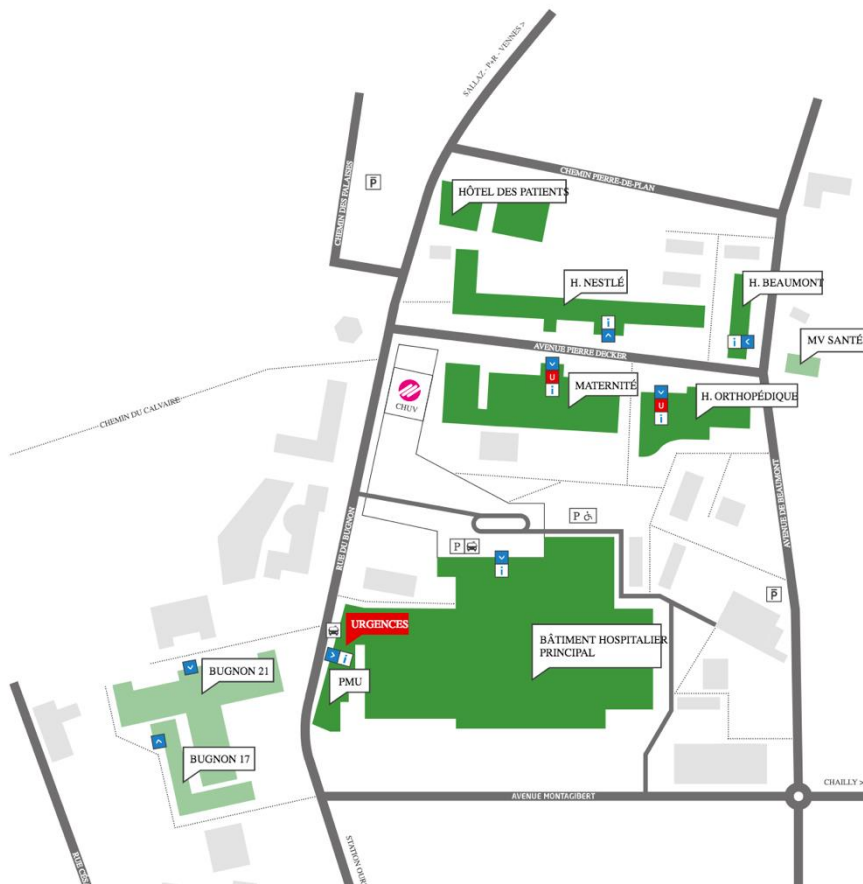 SALLAZ - P+R - VENNES >
CHEMIN PIERRE-DE-PLAN
CHEMIN DES FALAISES
P
HÔTEL DES PATIENTS
H. NESTLÉ
H. BEAUMONT
i
i
MV SANTÉ
AVENUE PIERRE DECKER
U
i
MATERNITÉ
U
i
H. ORTHOPÉDIQUE
CHUV
CHEMIN DU CALVAIRE
RUE DU BUGNON
AVENUE DE BEAUMONT
P
P
i
P
URGENCES
i
BÂTIMENT HOSPITALIER
PRINCIPAL
PMU
BUGNON 21
BUGNON 17
AVENUE MONTAGIBERT
CHAILLY >
STATION